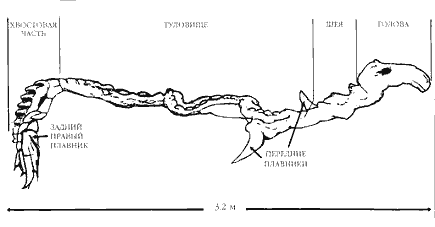 ХВОСТОВАЯ
ЧАСТЬ
ТУЛОВИЩЕ
ШЕЯ
ГОЛОВА
ЗАДНИЙ
ПРАВЫЙ
ПЛАВНИК
ПЕРЕДНИЕ
ПЛАВНИКИ
3.2 м